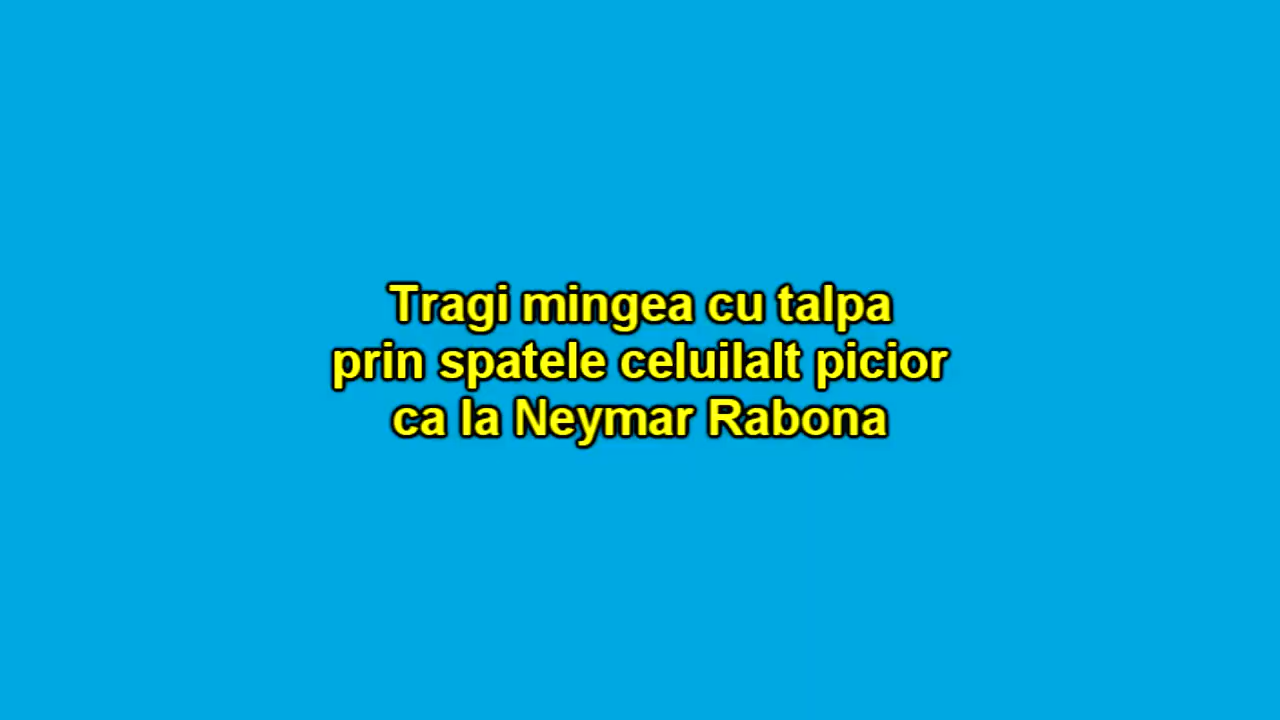 Tragi mingea cu talpa
prin spatele celuilalt picior
ca la Neymar Rabona